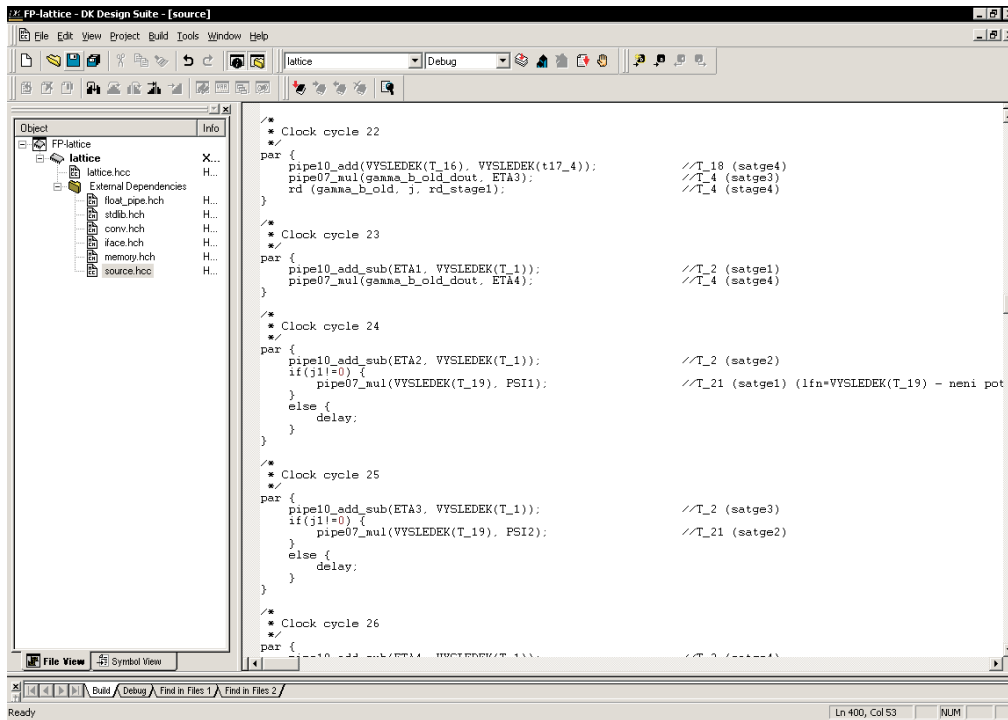 FP-lattice - DK Design Suite - [source]
File Edit View Project Build Tools Window Help
lattice Debug
Object Info
FP-lattice
lattice X...
lattice.hcc H...
External Dependencies
float_pipe.hch H...
stdlib.hch H...
conv.hch H...
iface.hch H...
memory.hch H...
source.hcc H...
/*
* Clock cycle 22
*/
par {
pipe10_add(VYSLEDEK(T_16), VYSLEDEK(t17_4)); //T_18 (satge4)
pipe07_mul(gamma_b_old_dout, ETA3); //T_4 (satge3)
rd (gamma_b_old, j, rd_stage1); //T_4 (stage4)
}
/*
* Clock cycle 23
*/
par {
pipe10_add_sub(ETA1, VYSLEDEK(T_1)); //T_2 (satge1)
pipe07_mul(gamma_b_old_dout, ETA4); //T_4 (satge4)
}
/*
* Clock cycle 24
*/
par {
pipe10_add_sub(ETA2, VYSLEDEK(T_1)); //T_2 (satge2)
if(j1!=0) {
pipe07_mul(VYSLEDEK(T_19), PSI1); //T_21 (satge1) (lfn=VYSLEDEK(T_19) - neni pot
}
else {
delay;
}
}
/*
* Clock cycle 25
*/
par {
pipe10_add_sub(ETA3, VYSLEDEK(T_1)); //T_2 (satge3)
if(j1!=0) {
pipe07_mul(VYSLEDEK(T_19), PSI2); //T_21 (satge2)
}
else {
delay;
}
}
/*
* Clock cycle 26
*/
par {
pipe10_add_sub(ETA4, VYSLEDEK(T_1)); //T_2 (satge4)
File View Symbol View
Build Debug Find in Files 1 Find in Files 2
Ready Ln 400, Col 53 NUM